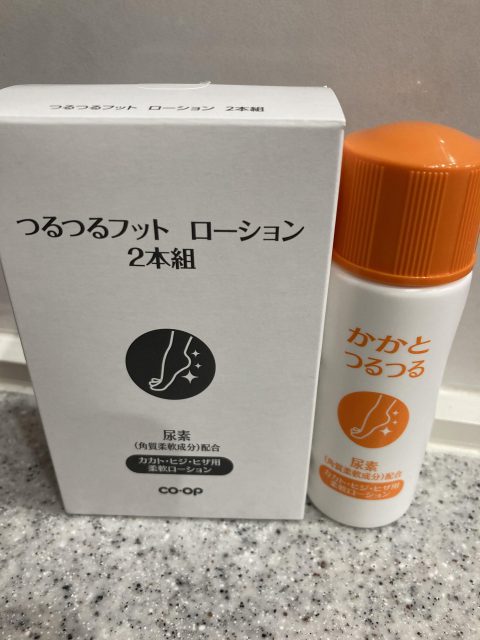 つるつるフット ローション 2本組
つるつるフット ローション
2本組
尿素
(角質柔軟成分)配合
カカト・ヒジ・ヒザ用
柔軟ローション
CO・OP
かかと
つるつる
尿素
(角質柔軟成分)配合
カカト・ヒジ・ヒザ用
柔軟ローション